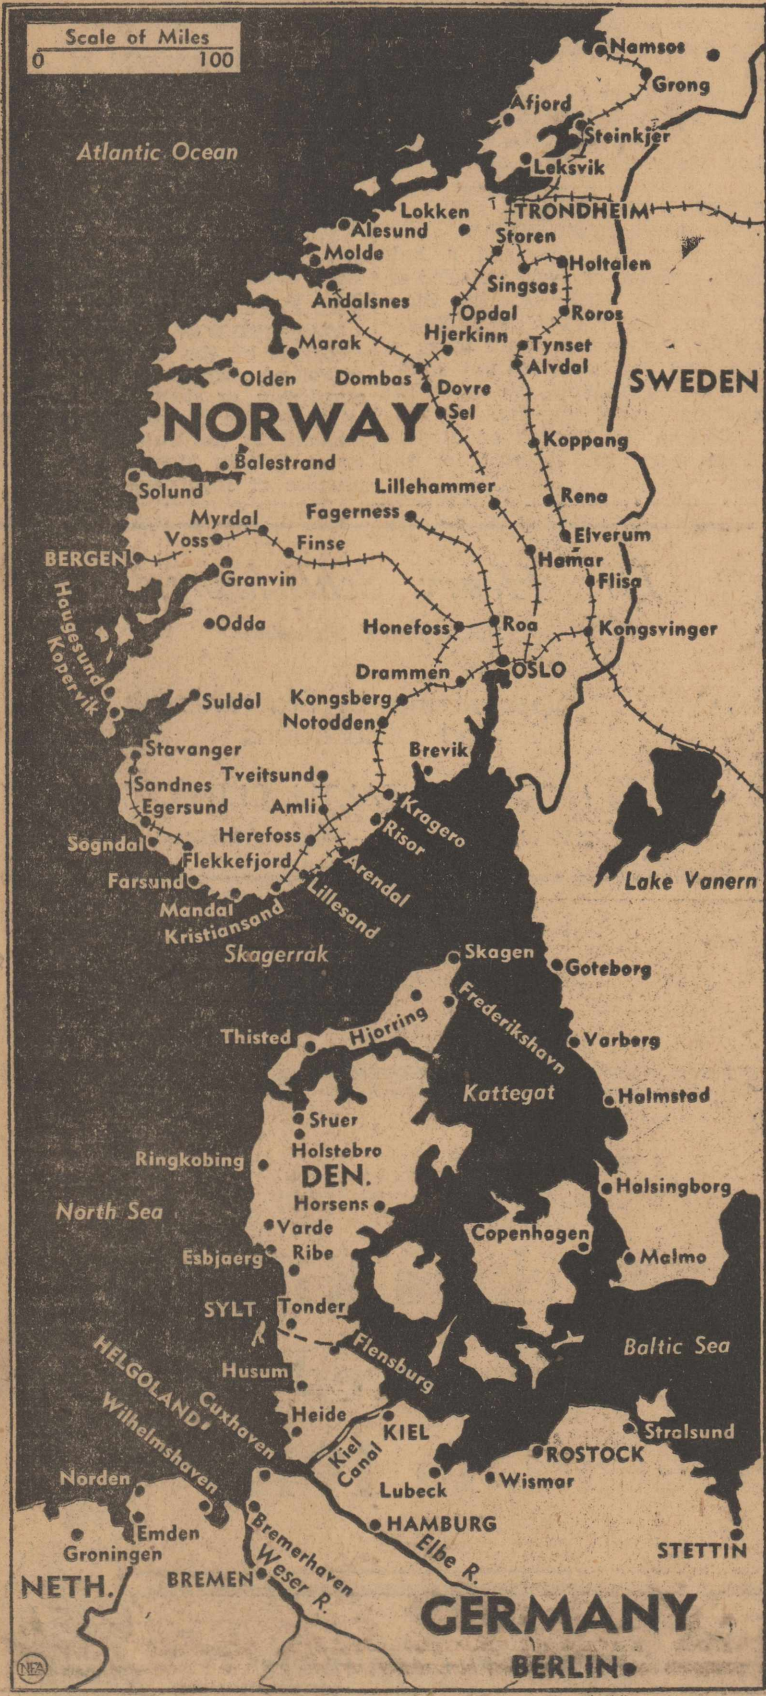 Scale of Miles
0 100
Namsos
Grong
Afjord
Steinkjer
Atlantic Ocean
Leksvik
Lokken
TRONDHEIM
Alesund
Storen
Molde
Holtalen
Singsas
Andalsnes
Opdal
Roros
Hjerkinn
Marak
Tynset
Alvdal
Olden
Dombas
Dovre
SWEDEN
NORWAY
Sel
Koppang
Balestrand
Solund
Lillehammer
Rena
Fagerness
Myrdal
Voss
Finse
Elverum
BERGEN
Hamar
Granvin
Flisa
Haugesund
Kopervik
Odda
Honefoss
Roa
Kongsvinger
Drammen
OSLO
Suldal
Kongsberg
Notodden
Stavanger
Brevik
Sandnes
Tveitsund
Egersund
Amli
Kragero
Sogndal
Herefoss
Risor
Flekkefjord
Farsund
Arendal
Lake Vanern
Mandal
Lillesand
Kristiansand
Skagerrak
Skagen
Goteborg
Frederikshavn
Thisted
Hjorring
Varberg
Kattegat
Halmstad
Stuer
Holstebro
Ringkobing
DEN.
Halsingborg
Horsens
North Sea
Varde
Copenhagen
Esbjaerg
Ribe
Malmo
SYLT
Tonder
Baltic Sea
HELGOLAND
Flensburg
Husum
Cuxhaven
Wilhelmshaven
Heide
KIEL
Stralsund
Kiel
Canal
ROSTOCK
Norden
Lubeck
Wismar
Emden
HAMBURG
Groningen
Bremerhaven
Elbe R.
STETTIN
NETH.
BREMEN
Weser R.
GERMANY
BERLIN
NEA